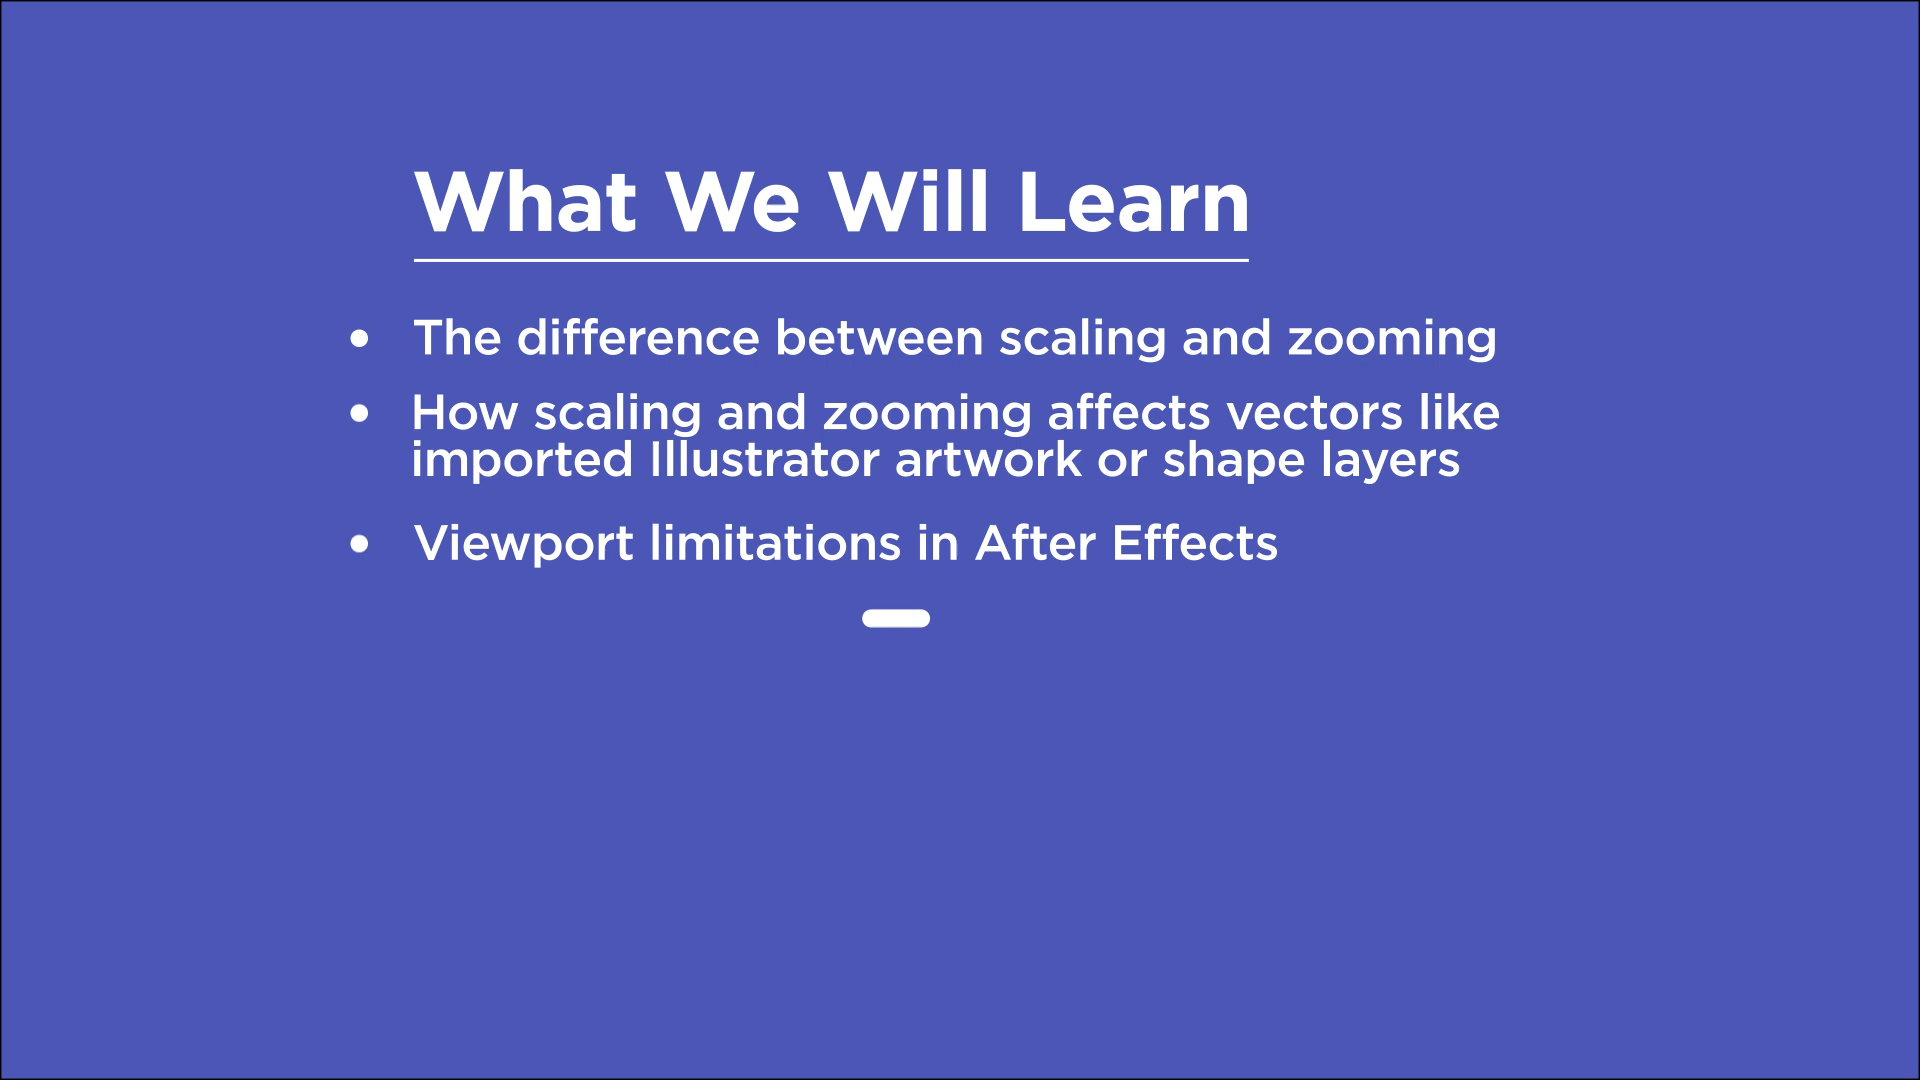 What We Will Learn
• The difference between scaling and zooming
• How scaling and zooming affects vectors like
imported Illustrator artwork or shape layers
• Viewport limitations in After Effects